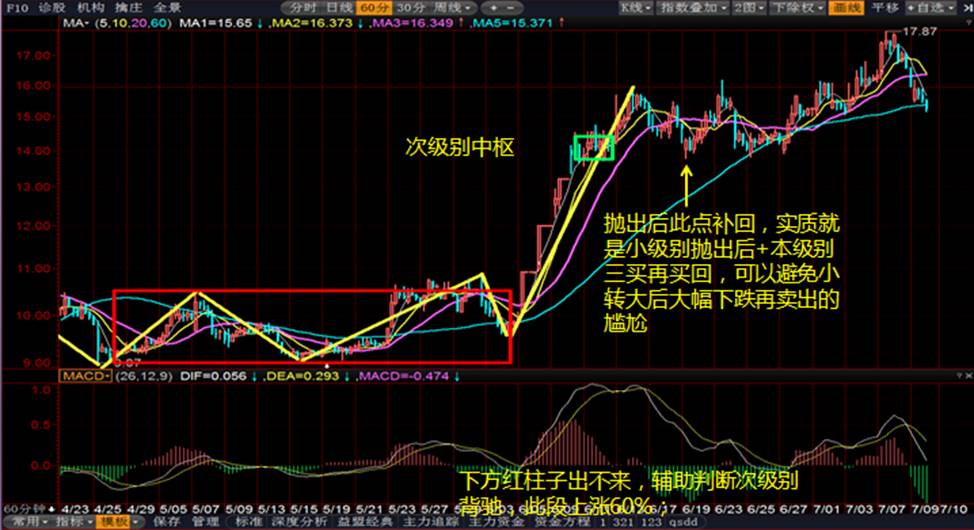 F10 诊股 机构 擒庄 全景 分时 日线 60分 30分 周线 + - K线 指数叠加 2图 下除权 画线 平移 +自选
MA- (5,10,20,60) MA1=15.65 ↓ ,MA2=16.373 ↓ ,MA3=16.349 ↑ ,MA5=15.371 ↑
17.87
17.00
16.00
15.00
14.00
13.00
12.00
11.00
10.00
9.00
次级别中枢
抛出后此点补回，实质就
是小级别抛出后+本级别
三买再买回，可以避免小
转大后大幅下跌再卖出的
尴尬
MACD- (26,12,9) DIF=0.056 ↓ ,DEA=0.293 ↓ ,MACD=-0.474 ↓
1.0
0.5
0.0
下方红柱子出不来，辅助判断次级别
背驰，此段上涨60%；
60分钟 4/23 4/25 4/29 5/05 5/07 5/09 5/13 5/15 5/19 5/21 5/23 5/27 6/19 6/23 6/25 6/27 7/01 7/03 7/07 7/09 7/10
常用 指标 模板 保存 管理 标准 深度分析 益盟经典 主力追踪 主力资金 资金方程 1 321 123 qsdd